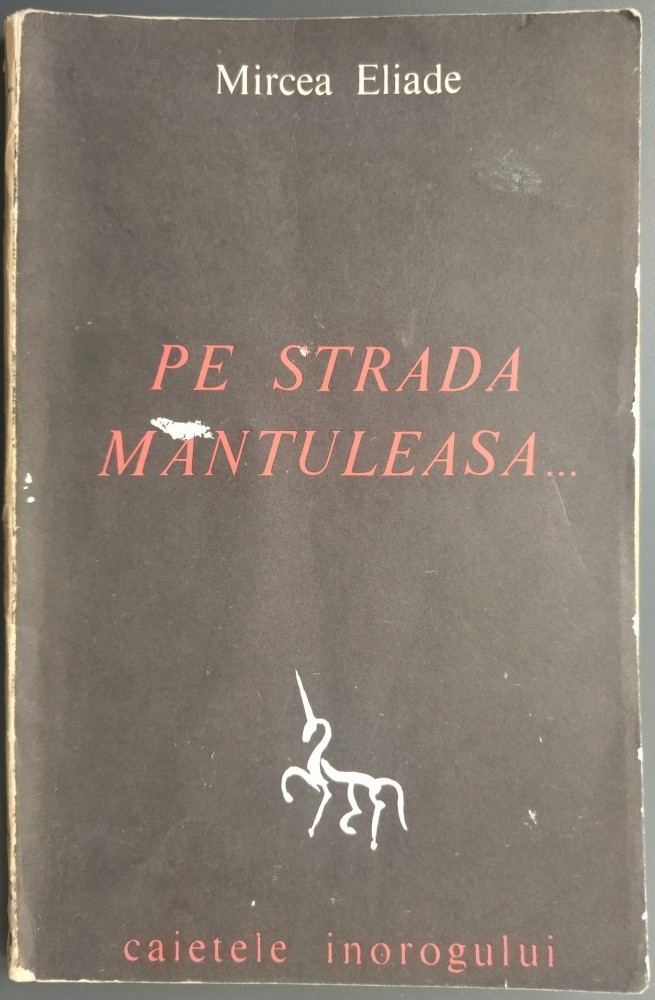 Mircea Eliade
PE STRADA
MANTULEASA...
caietele inorogului